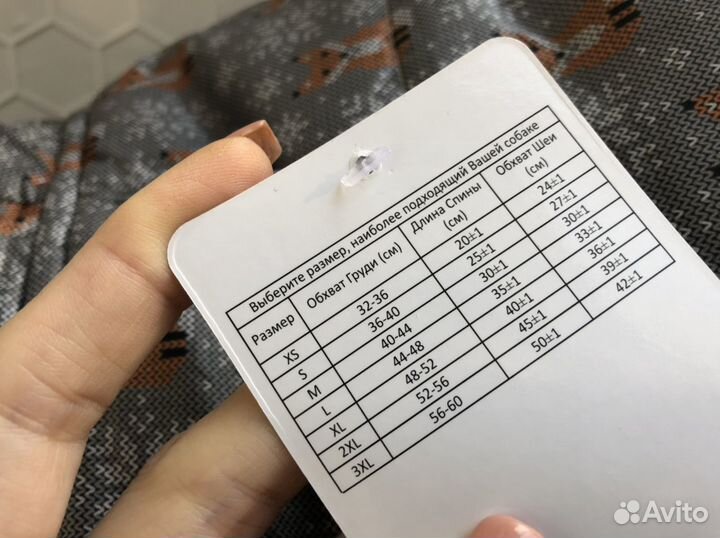 Выберите размер, наиболее подходящий Вашей собаке
Размер Обхват Груди (см) Длина Спины (см) Обхват Шеи (см)
XS 32-36 20±1 24±1
S 36-40 25±1 27±1
M 40-44 30±1 30±1
L 44-48 35±1 33±1
XL 48-52 40±1 36±1
2XL 52-56 45±1 39±1
3XL 56-60 50±1 42±1
Avito